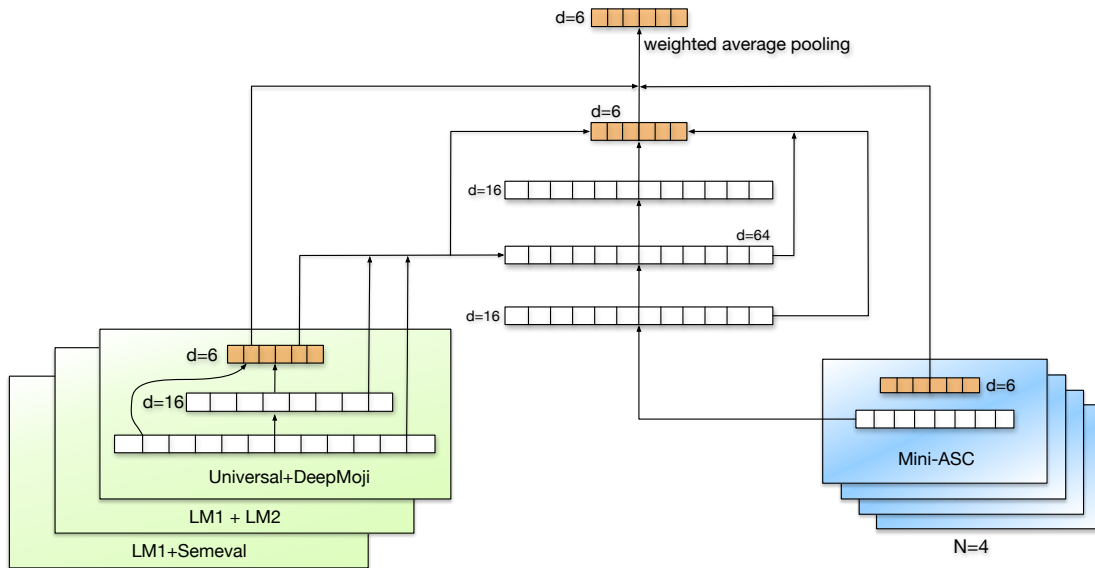 d=6
weighted average pooling
d=6
d=16
d=64
d=16
d=6
d=16
Universal+DeepMoji
LM1 + LM2
LM1+Semeval
d=6
Mini-ASC
N=4